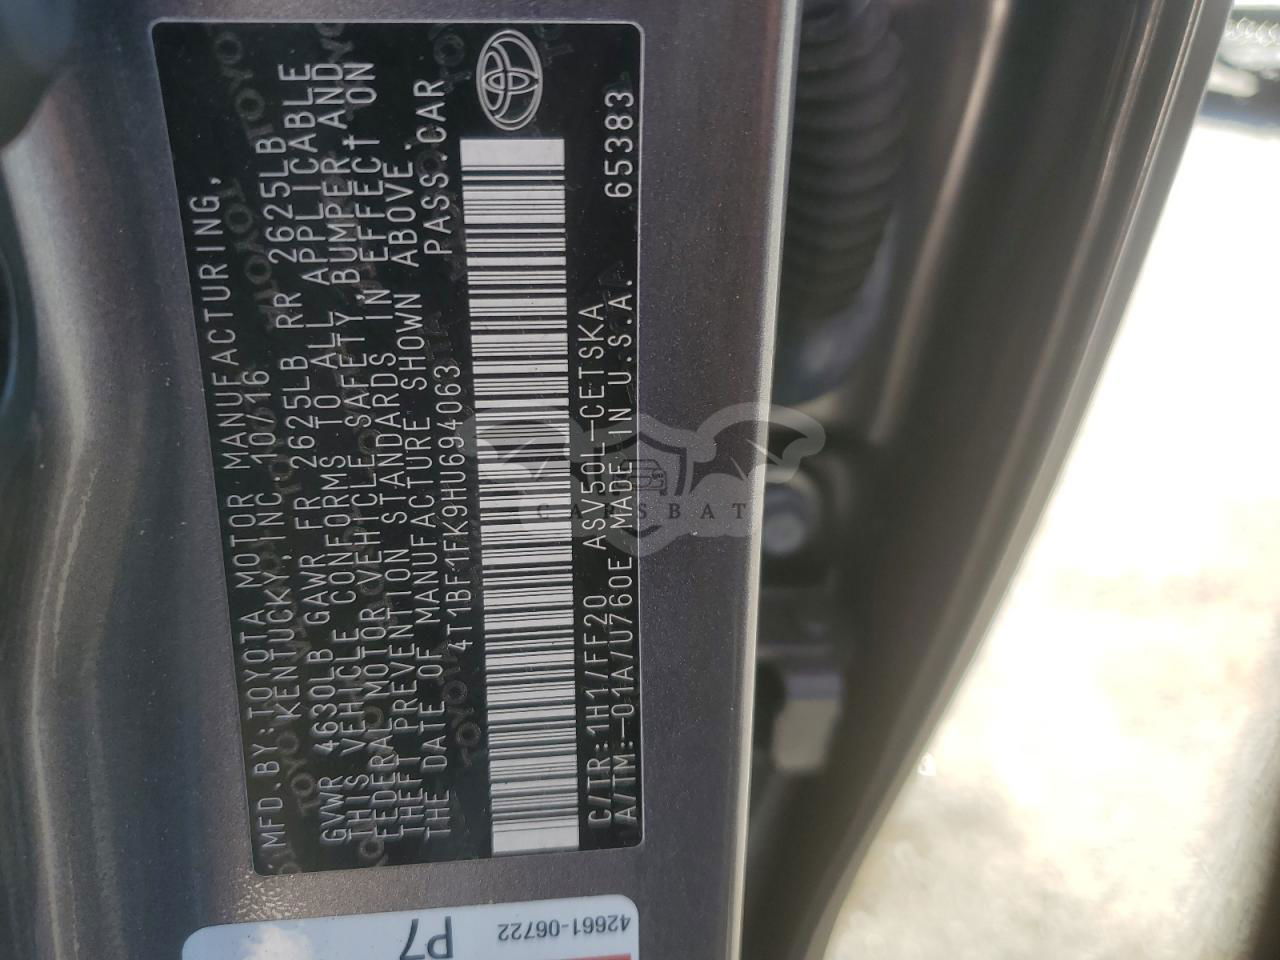 MFD.BY:TOYOTA MOTOR MANUFACTURING,
KENTUCKY,INC 10/16
GVWR 4630LB GAWR FR 2625LB RR 2625LB
THIS VEHICLE CONFORMS TO ALL APPLICABLE
FEDERAL MOTOR VEHICLE SAFETY,BUMPER AND
THEFT PREVENTION STANDARDS IN EFFECT ON
THE DATE OF MANUFACTURE SHOWN ABOVE.
4T1BF1FK9HU694063 PASS.CAR
C/TR:1H1/FF20 ASV50L-CETSKA
A/TM:-01A/U760E MADE IN U.S.A. 65383
CARSBAT
42661-06722
P7